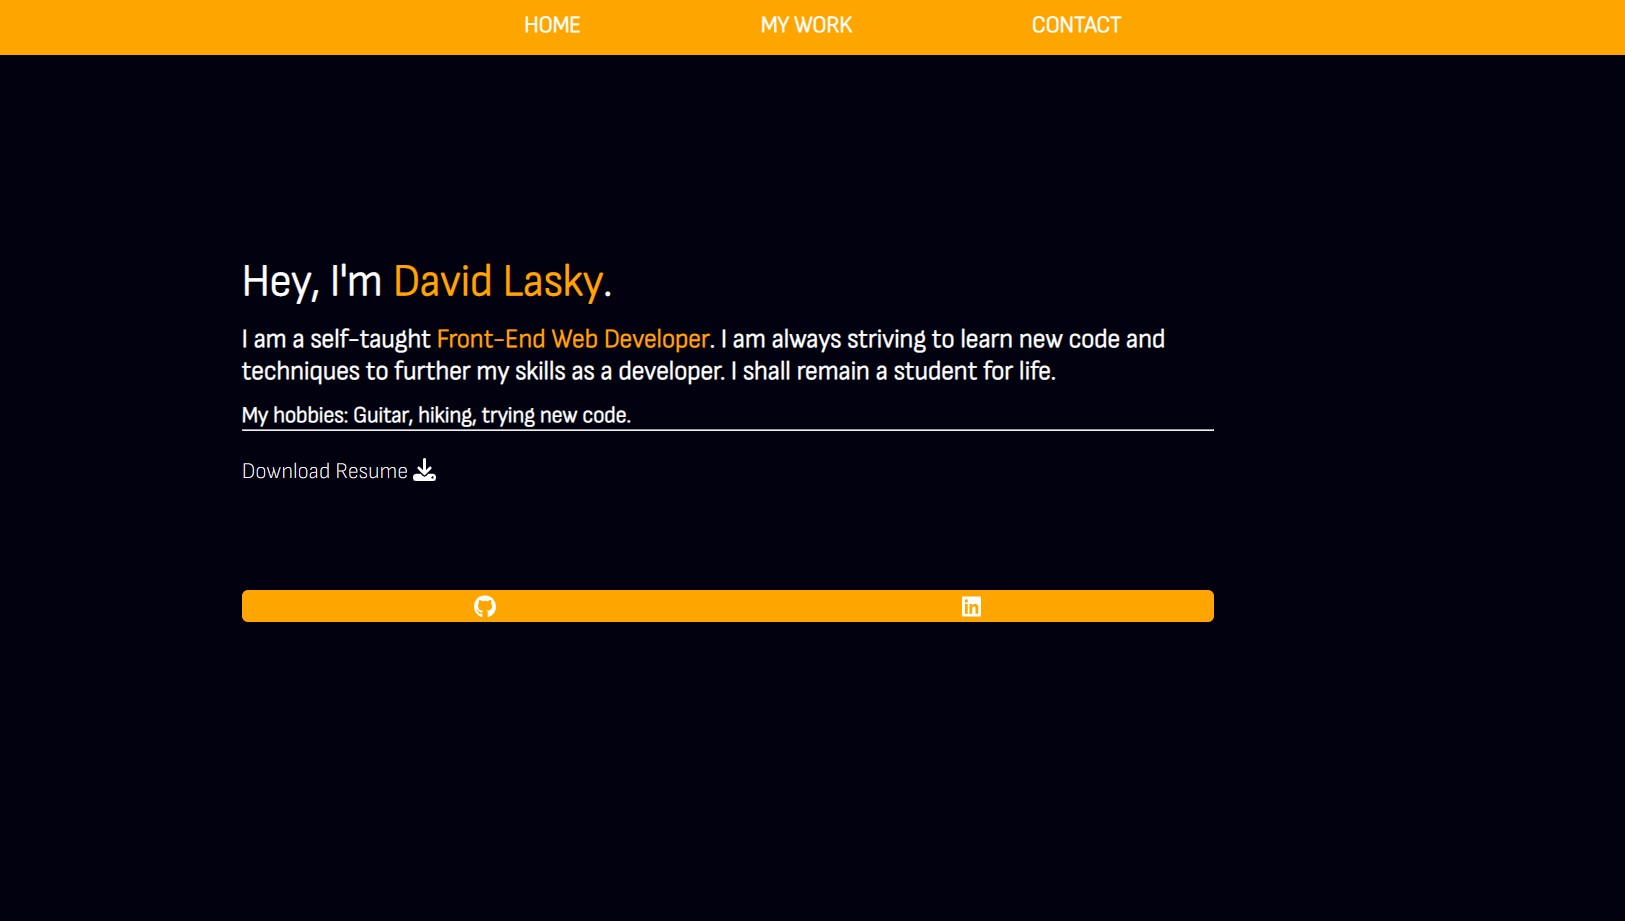 HOME MY WORK CONTACT
Hey, I'm David Lasky.
I am a self-taught Front-End Web Developer. I am always striving to learn new code and
techniques to further my skills as a developer. I shall remain a student for life.
My hobbies: Guitar, hiking, trying new code.
Download Resume
in